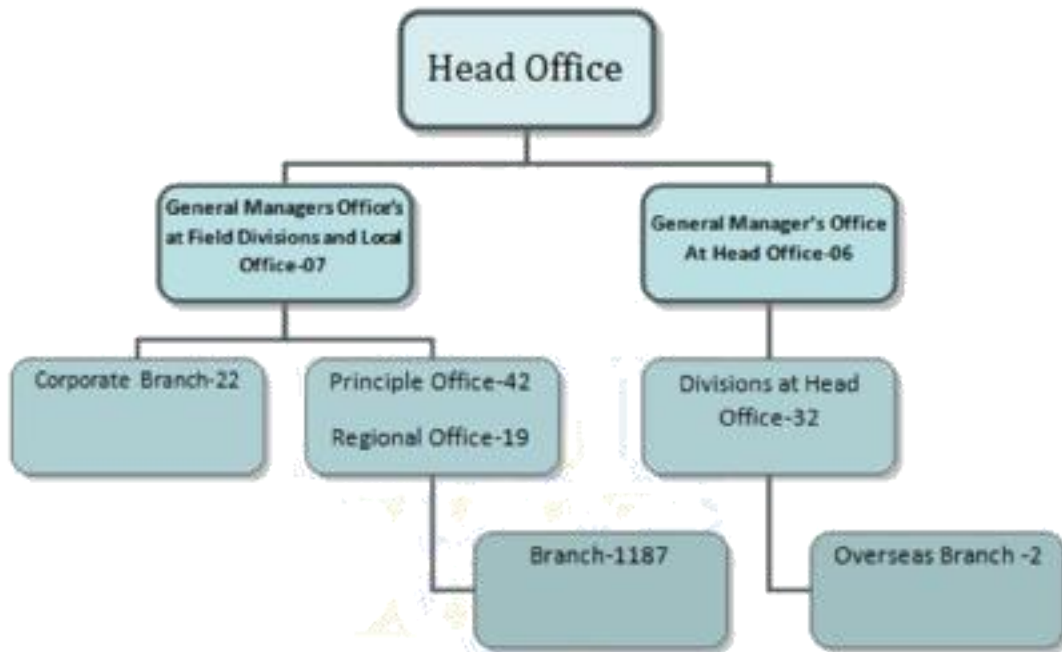 Head Office
General Managers Office's
at Field Divisions and Local
Office-07
General Manager's Office
At Head Office-06
Corporate Branch-22
Principle Office-42
Regional Office-19
Divisions at Head
Office-32
Branch-1187
Overseas Branch -2